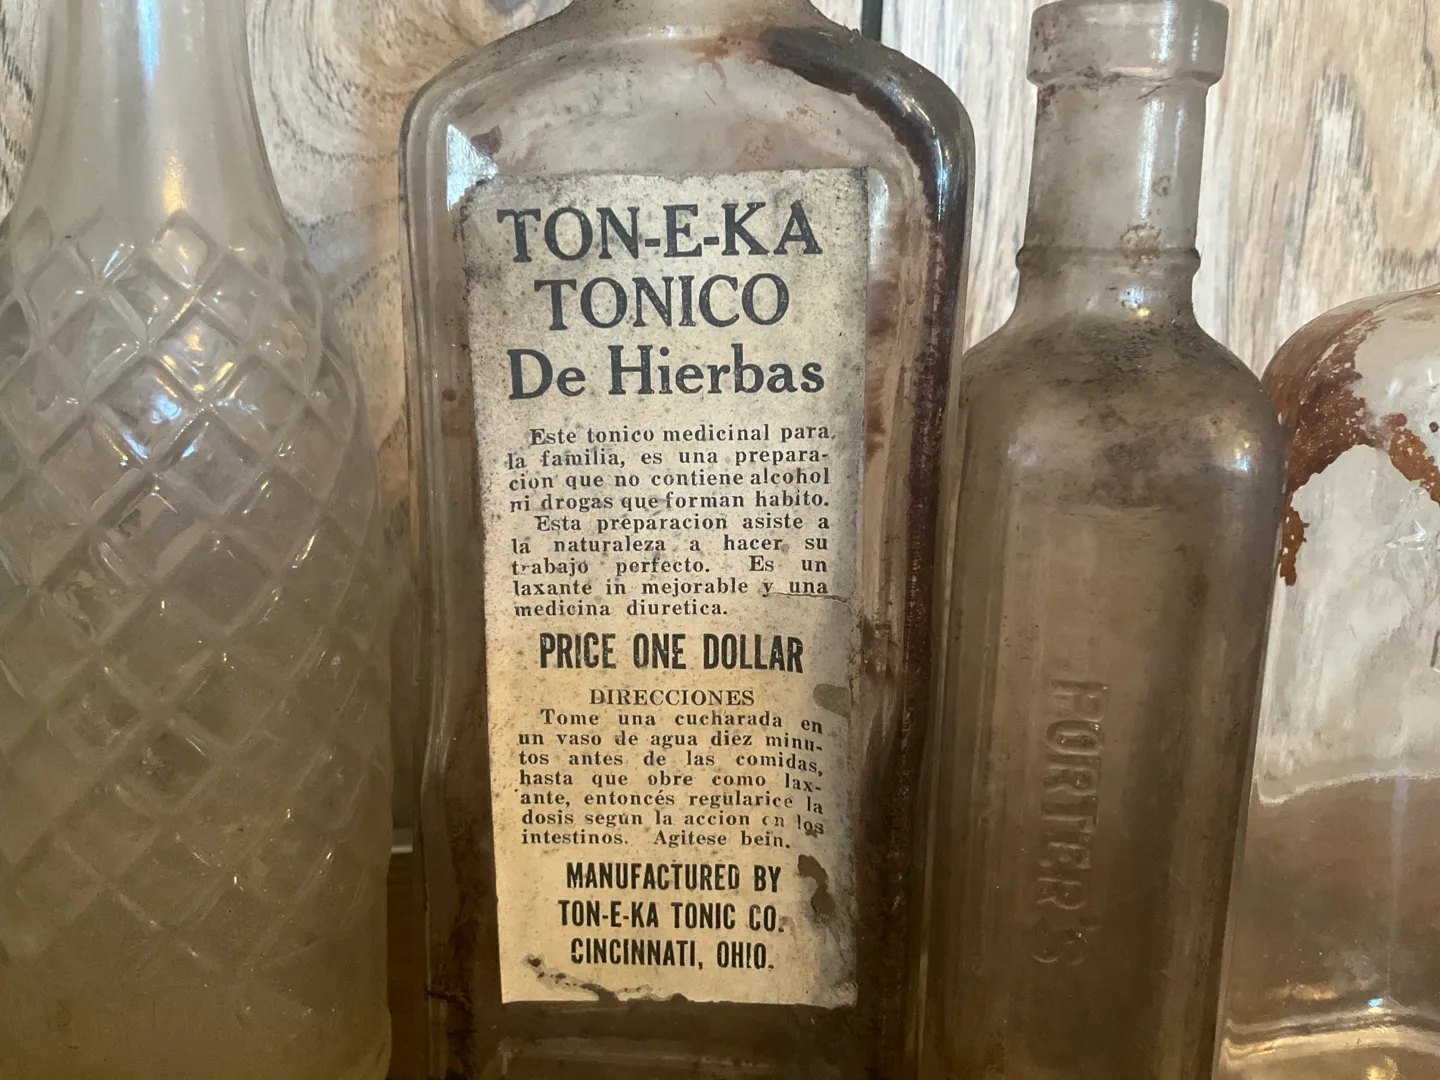 TON-E-KA
TONICO
De Hierbas
Este tonico medicinal para
la familia, es una prepara-
cion que no contiene alcohol
ni drogas que forman habito.
Esta preparacion asiste a
la naturaleza a hacer su
trabajo perfecto. Es un
laxante in mejorable y una
medicina diuretica.
PRICE ONE DOLLAR
DIRECCIONES
Tome una cucharada en
un vaso de agua diez minu-
tos antes de las comidas,
hasta que obre como lax-
ante, entoncés regularice la
dosis según la accion en los
intestinos. Agitese bein.
MANUFACTURED BY
TON-E-KA TONIC CO.
CINCINNATI, OHIO.
PORTER'S